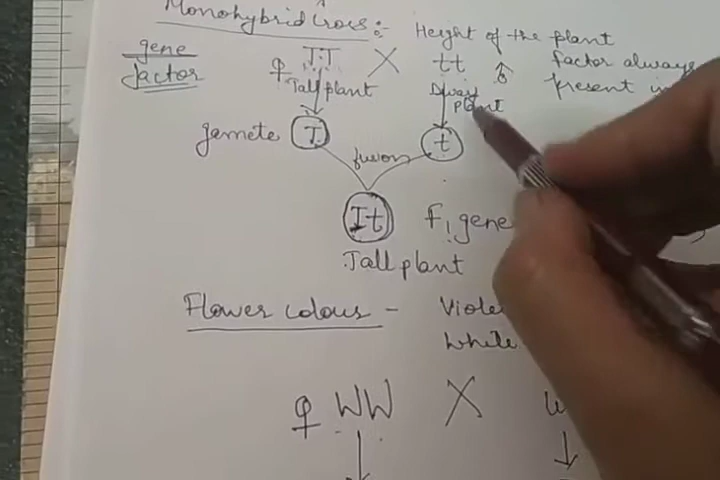 Monohybrid Cross :-
Height of the plant
gene
factor
♀ TT X tt ♂
factor always
Tall plant
Dwarf
plant
present in
gamete T t
fusion
Tt F1 gene
Tall plant
Flower colour - Viole
White
♀ WW X W